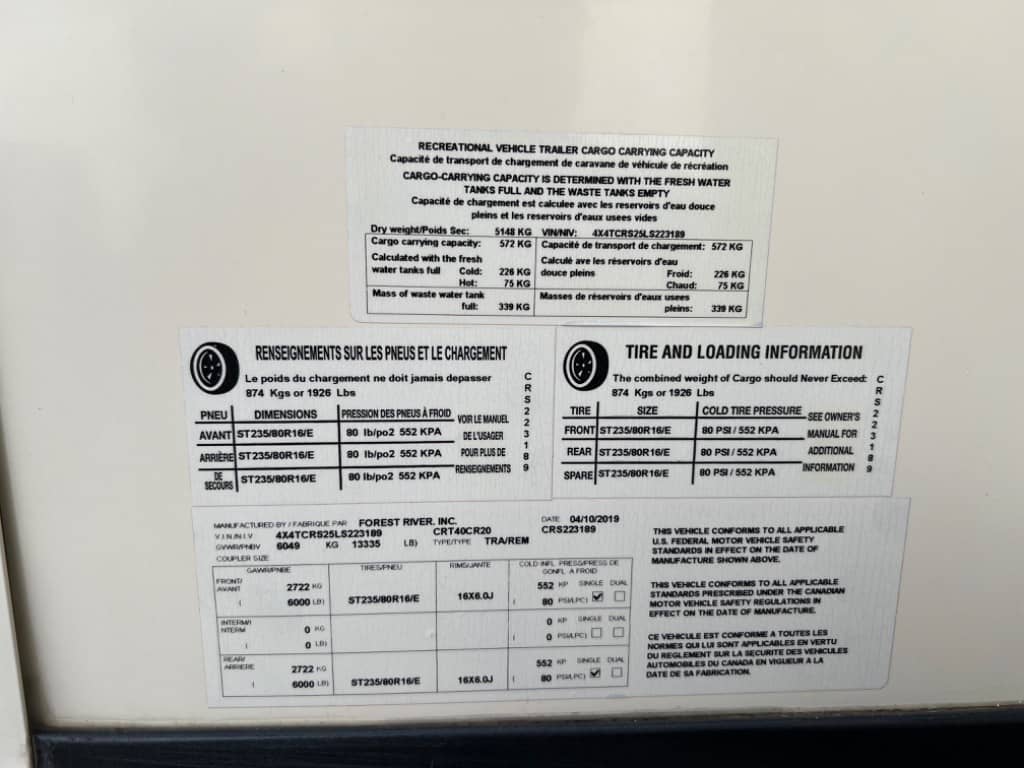 RECREATIONAL VEHICLE TRAILER CARGO CARRYING CAPACITY
Capacité de transport de chargement de caravane de véhicule de récréation
CARGO-CARRYING CAPACITY IS DETERMINED WITH THE FRESH WATER
TANKS FULL AND THE WASTE TANKS EMPTY
Capacité de chargement est calculee avec les reservoirs d'eau douce
pleins et les reservoirs d'eaux usees vides
Dry weight/Poids Sec: 5148 KG VIN/NIV: 4X4TCRS25LS223189
Cargo carrying capacity: 572 KG Capacité de transport de chargement: 572 KG
Calculated with the fresh Calculé ave les réservoirs d'eau
water tanks full Cold: 226 KG douce pleins Froid: 226 KG
Hot: 75 KG Chaud: 75 KG
Mass of waste water tank Masses de réservoirs d'eaux usees
full: 339 KG pleins: 339 KG
RENSEIGNEMENTS SUR LES PNEUS ET LE CHARGEMENT
Le poids du chargement ne doit jamais depasser
874 Kgs or 1926 Lbs
PNEU DIMENSIONS PRESSION DES PNEUS À FROID
AVANT ST235/80R16/E 80 lb/po2 552 KPA
ARRIÈRE ST235/80R16/E 80 lb/po2 552 KPA
DE SECOURS ST235/80R16/E 80 lb/po2 552 KPA
VOIR LE MANUEL
DE L'USAGER
POUR PLUS DE
RENSEIGNEMENTS
CRS223189
TIRE AND LOADING INFORMATION
The combined weight of Cargo should Never Exceed:
874 Kgs or 1926 Lbs
TIRE SIZE COLD TIRE PRESSURE
FRONT ST235/80R16/E 80 PSI / 552 KPA
REAR ST235/80R16/E 80 PSI / 552 KPA
SPARE ST235/80R16/E 80 PSI / 552 KPA
SEE OWNER'S
MANUAL FOR
ADDITIONAL
INFORMATION
CRS223189
MANUFACTURED BY / FABRIQUE PAR FOREST RIVER, INC. DATE 04/10/2019
V.I.N./N.I.V 4X4TCRS25LS223189 CRT40CR20 CRS223189
GVWR/PNBV 6049 KG 13335 LB) TYPE/TYPE TRA/REM
COUPLER SIZE
GAWR/PNBE TIRES/PNEU RIMS/JANTE COLD INFL. PRESS/PRESS DE
GONFL. A FROID
FRONT/
AVANT 2722 KG 552 KP SINGLE DUAL
( 6000 LB) ST235/80R16/E 16X6.0J ( 80 PSI/LPC)
INTERM/I
NTERM 0 KG 0 KP SINGLE DUAL
( 0 LB) ( 0 PSI/LPC)
REAR/
ARRIERE 2722 KG 552 KP SINGLE DUAL
( 6000 LB) ST235/80R16/E 16X6.0J ( 80 PSI/LPC)
THIS VEHICLE CONFORMS TO ALL APPLICABLE
U.S. FEDERAL MOTOR VEHICLE SAFETY
STANDARDS IN EFFECT ON THE DATE OF
MANUFACTURE SHOWN ABOVE.
THIS VEHICLE CONFORMS TO ALL APPLICABLE
STANDARDS PRESCRIBED UNDER THE CANADIAN
MOTOR VEHICLE SAFETY REGULATIONS IN
EFFECT ON THE DATE OF MANUFACTURE.
CE VEHICULE EST CONFORME A TOUTES LES
NORMES QUI LUI SONT APPLICABLES EN VERTU
DU REGLEMENT SUR LA SECURITE DES VEHICULES
AUTOMOBILES DU CANADA EN VIGUEUR A LA
DATE DE SA FABRICATION.